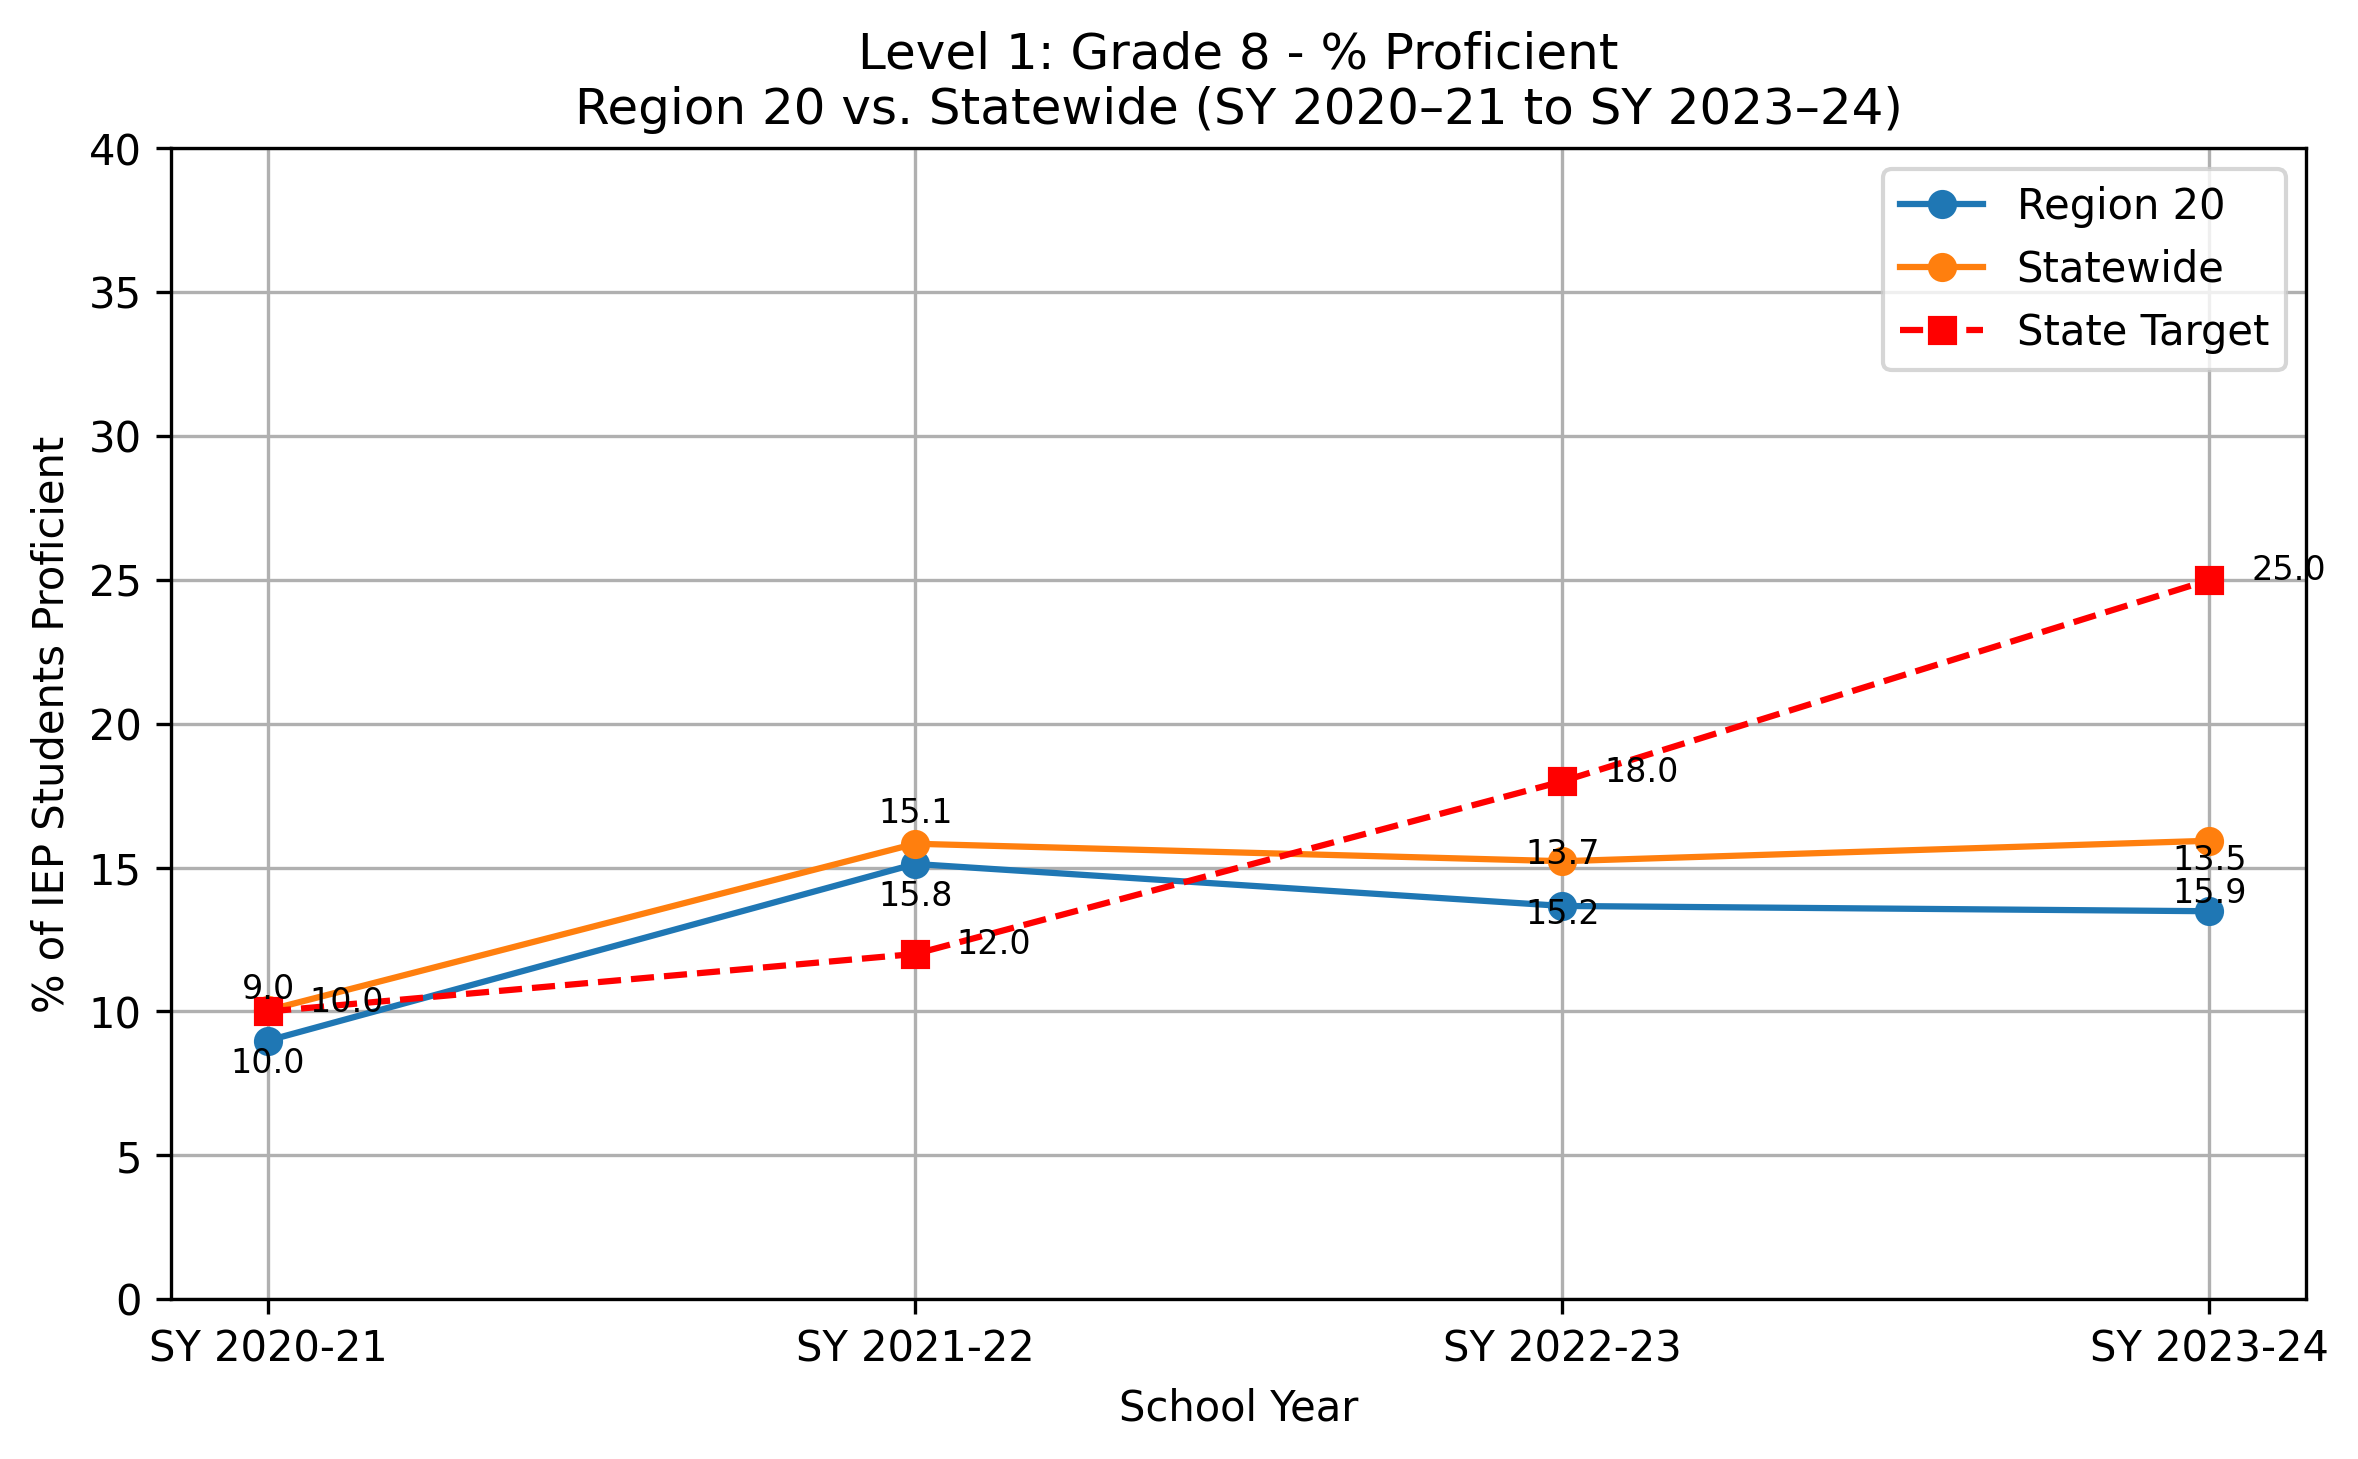 Level 1: Grade 8 - % Proficient
Region 20 vs. Statewide (SY 2020–21 to SY 2023–24)
% of IEP Students Proficient
40
35
30
25
20
15
10
5
0
Region 20
Statewide
State Target
9.0
10.0
10.0
15.1
15.8
12.0
18.0
13.7
15.2
25.0
13.5
15.9
SY 2020-21
SY 2021-22
SY 2022-23
SY 2023-24
School Year